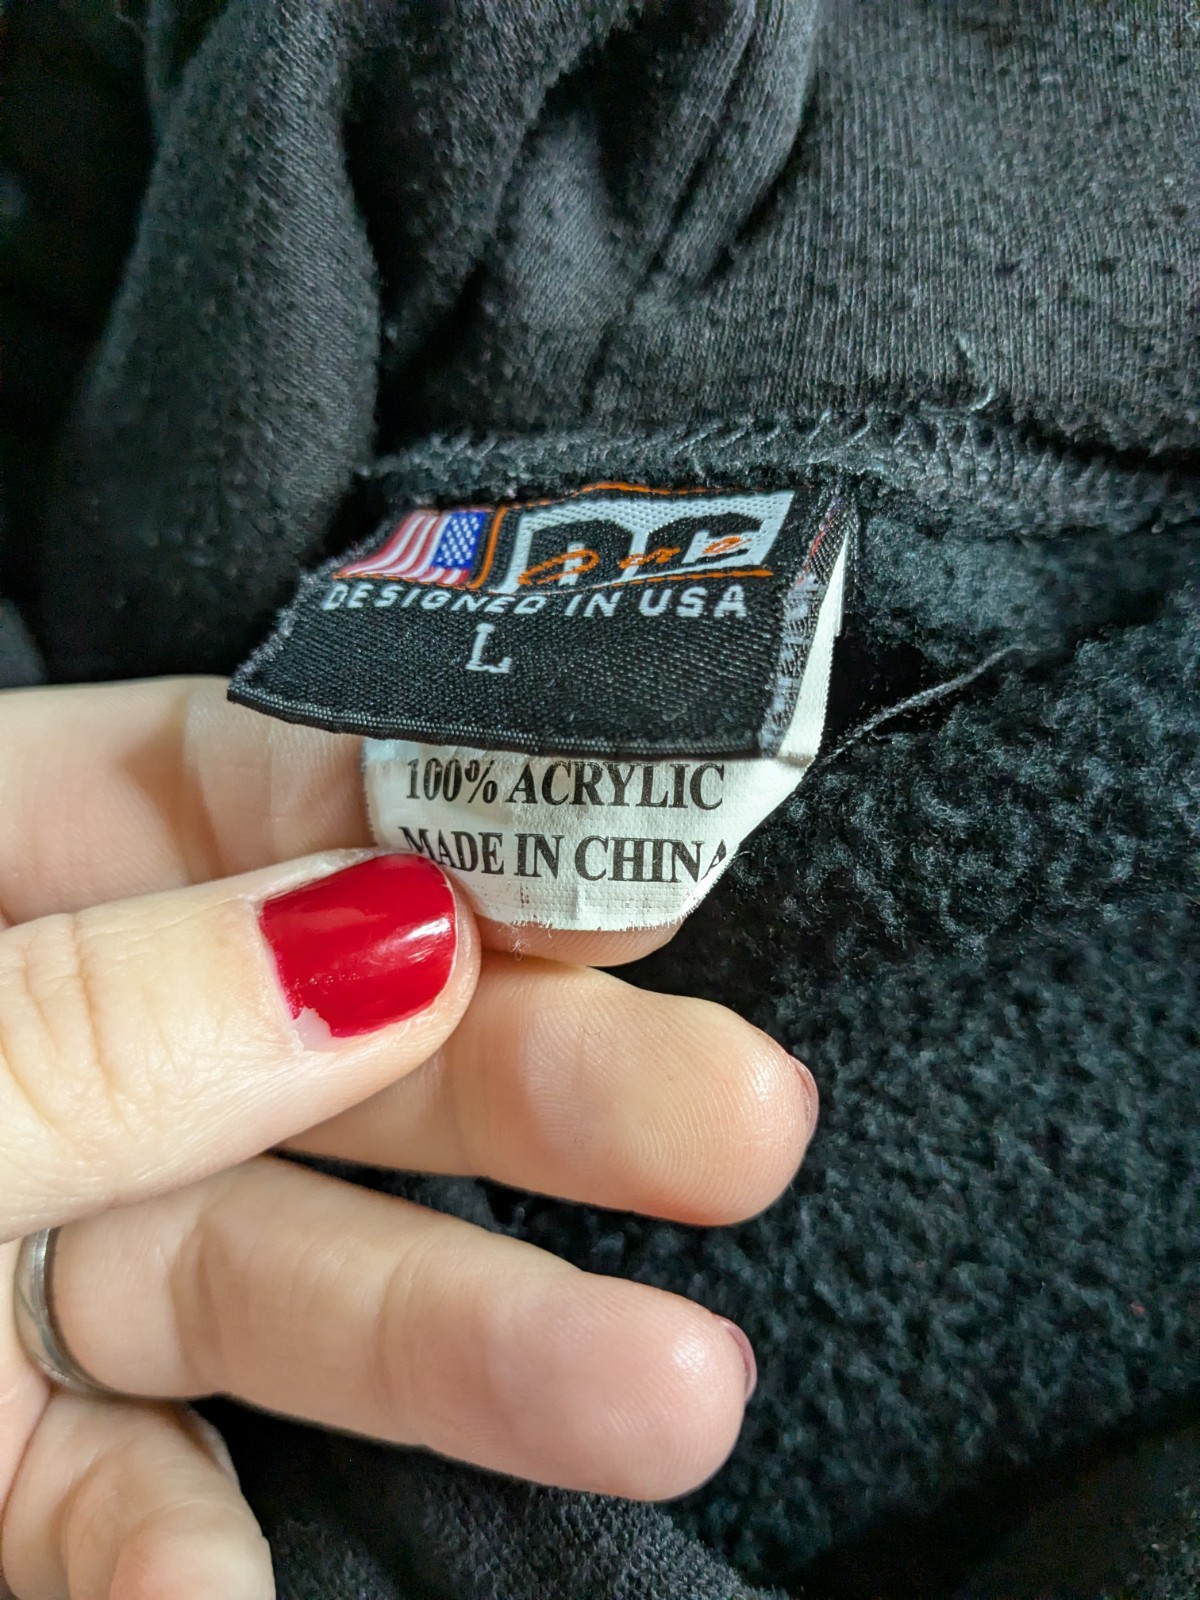 DESIGNED IN USA
L
100% ACRYLIC
MADE IN CHINA